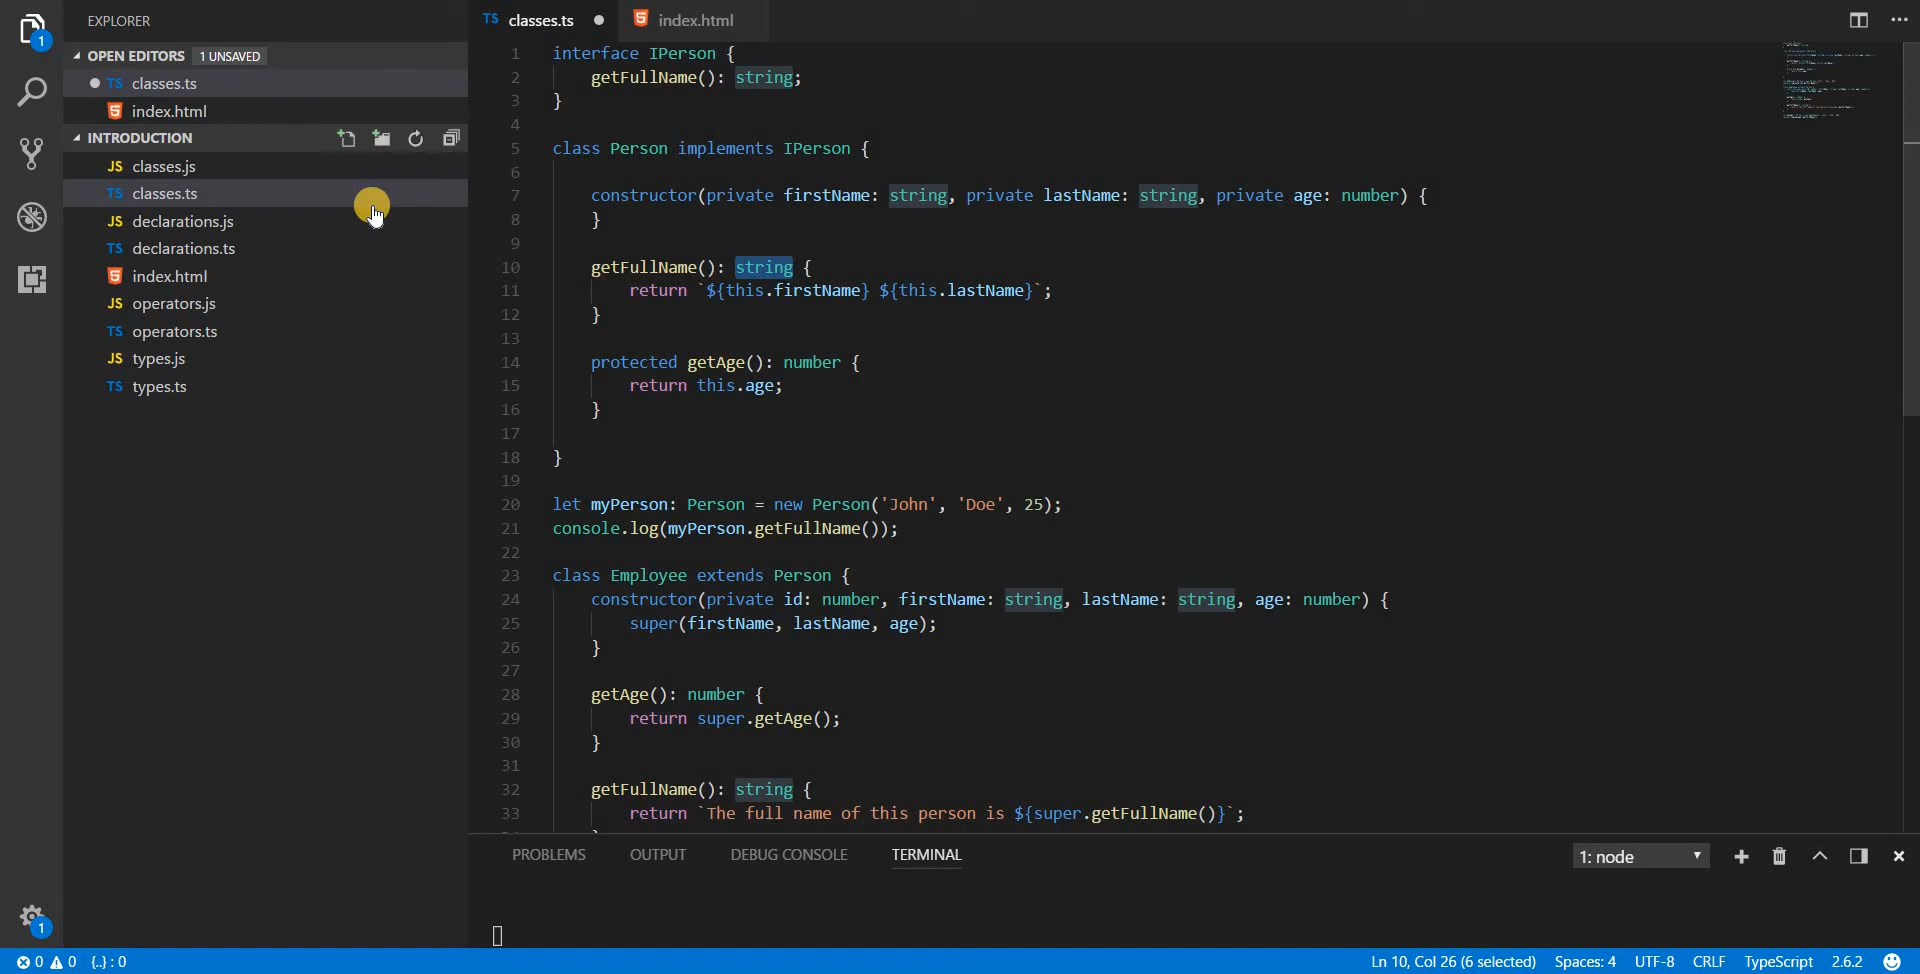 EXPLORER
OPEN EDITORS 1 UNSAVED
TS classes.ts
index.html
INTRODUCTION
JS classes.js
TS classes.ts
JS declarations.js
TS declarations.ts
index.html
JS operators.js
TS operators.ts
JS types.js
TS types.ts
1
1
TS classes.ts
index.html
1 interface IPerson {
2 getFullName(): string;
3 }
4
5 class Person implements IPerson {
6
7 constructor(private firstName: string, private lastName: string, private age: number) {
8 }
9
10 getFullName(): string {
11 return `${this.firstName} ${this.lastName}`;
12 }
13
14 protected getAge(): number {
15 return this.age;
16 }
17
18 }
19
20 let myPerson: Person = new Person('John', 'Doe', 25);
21 console.log(myPerson.getFullName());
22
23 class Employee extends Person {
24 constructor(private id: number, firstName: string, lastName: string, age: number) {
25 super(firstName, lastName, age);
26 }
27
28 getAge(): number {
29 return super.getAge();
30 }
31
32 getFullName(): string {
33 return `The full name of this person is ${super.getFullName()}`;
PROBLEMS OUTPUT DEBUG CONSOLE TERMINAL 1: node
0 0 {..} : 0 Ln 10, Col 26 (6 selected) Spaces: 4 UTF-8 CRLF TypeScript 2.6.2